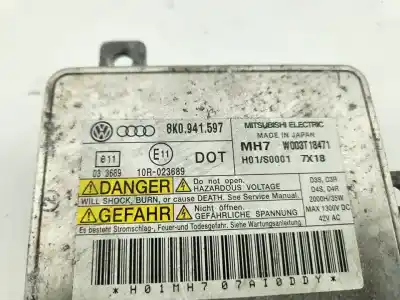 8K0.941.597
MITSUBISHI ELECTRIC
MADE IN JAPAN
MH7 W003T18471
e11 E11 DOT H01/S0001 7X18
03 3689 10R-023689
DANGER Do not open.
HAZARDOUS VOLTAGE
WILL SHOCK, BURN, or cause DEATH. See Service Manual.
GEFAHR Nicht öffnen.
GEFÄHRLICHE SPANNUNG
Es besteht Stromschlag-, Feuer-und Todesgefahr. Siehe Wartungsanleitung.
D3S, D3R
D4S, D4R
2000H/35W
MAX 1300V DC
42V AC
*H01MH707AI0DDY*